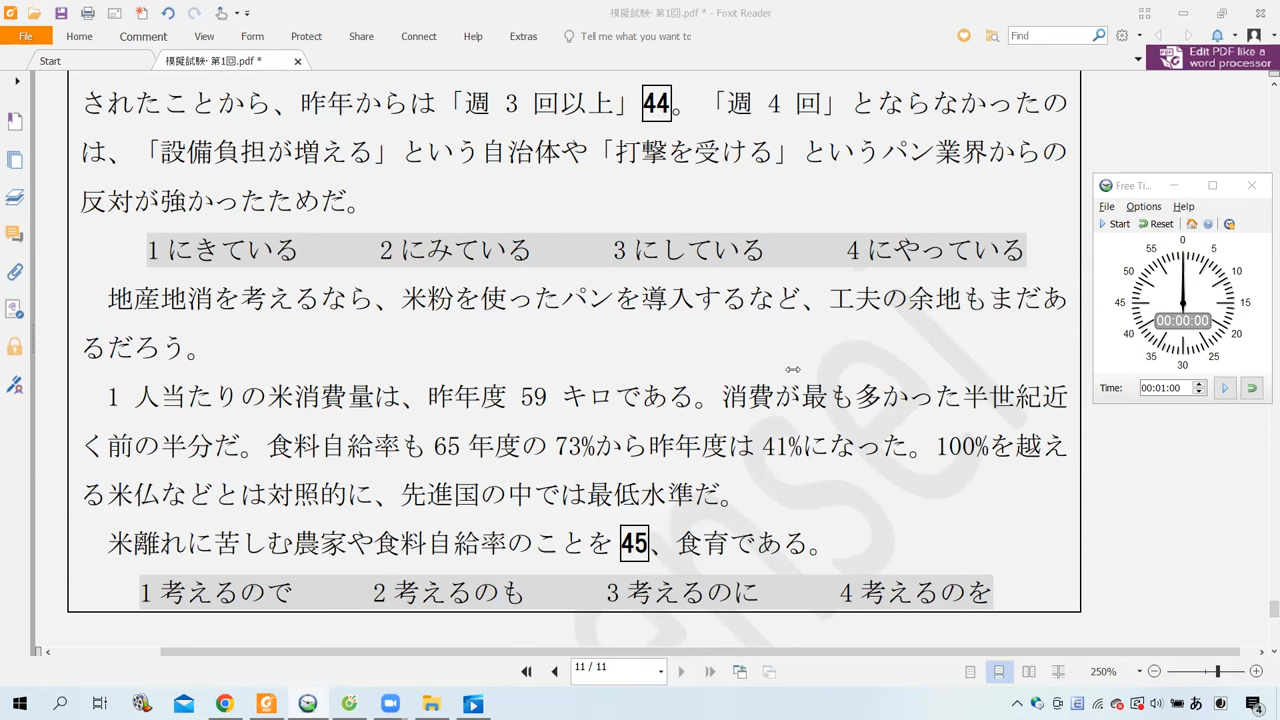 模擬試験· 第1回.pdf * - Foxit Reader
File Home Comment View Form Protect Share Connect Extras Tell me what you want to Find
Edit PDF like a
word processor
Start 模擬試験· 第1回.pdf *
されたことから、昨年からは「週 3 回以上」44。「週 4 回」とならなかったの
は、「設備負担が増える」という自治体や「打撃を受ける」というパン業界からの
反対が強かったためだ。
1 にきている 2 にみている 3 にしている 4 にやっている
地産地消を考えるなら、米粉を使ったパンを導入するなど、工夫の余地もまだあ
るだろう。
1 人当たりの米消費量は、昨年度 59 キロである。消費が最も多かった半世紀近
く前の半分だ。食料自給率も 65 年度の 73%から昨年度は 41%になった。100%を越え
る米仏などとは対照的に、先進国の中では最低水準だ。
米離れに苦しむ農家や食料自給率のことを 45、食育である。
1 考えるので 2 考えるのも 3 考えるのに 4 考えるのを
Free Ti...
File Options Help
Start Reset
0
55 5
50 10
45 15
00:00:00
40 20
35 25
30
Time: 00:01:00
11 / 11
250%
あ
4